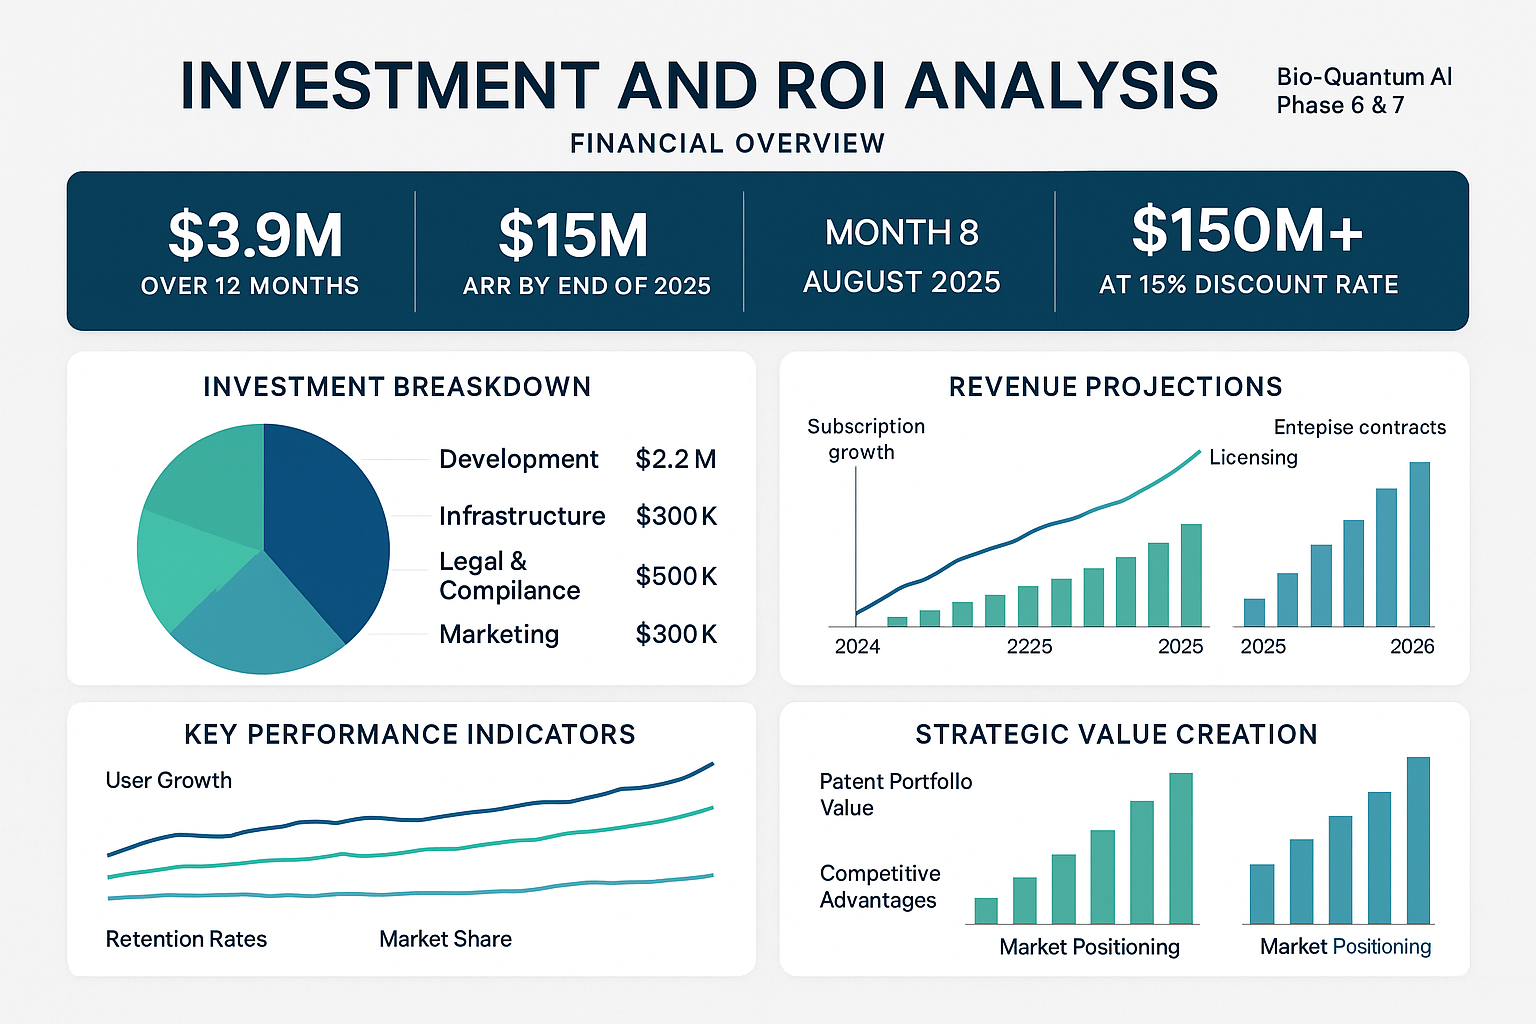 INVESTMENT AND ROI ANALYSIS
Bio-Quantum AI
Phase 6 & 7
FINANCIAL OVERVIEW
$3.9M
OVER 12 MONTHS
$15M
ARR BY END OF 2025
MONTH 8
AUGUST 2025
$150M+
AT 15% DISCOUNT RATE
INVESTMENT BREASKDOWN
Development $2.2 M
Infrastructure $300 K
Legal &
Compilance $500 K
Marketing $300 K
REVENUE PROJECTIONS
Subscription
growth
Entepise contracts
Licensing
2024 2225 2025 2025 2026
KEY PERFORMANCE INDICATORS
User Growth
Retention Rates Market Share
STRATEGIC VALUE CREATION
Patent Portfollo
Value
Competitive
Advantages
Market Positioning Market Positioning